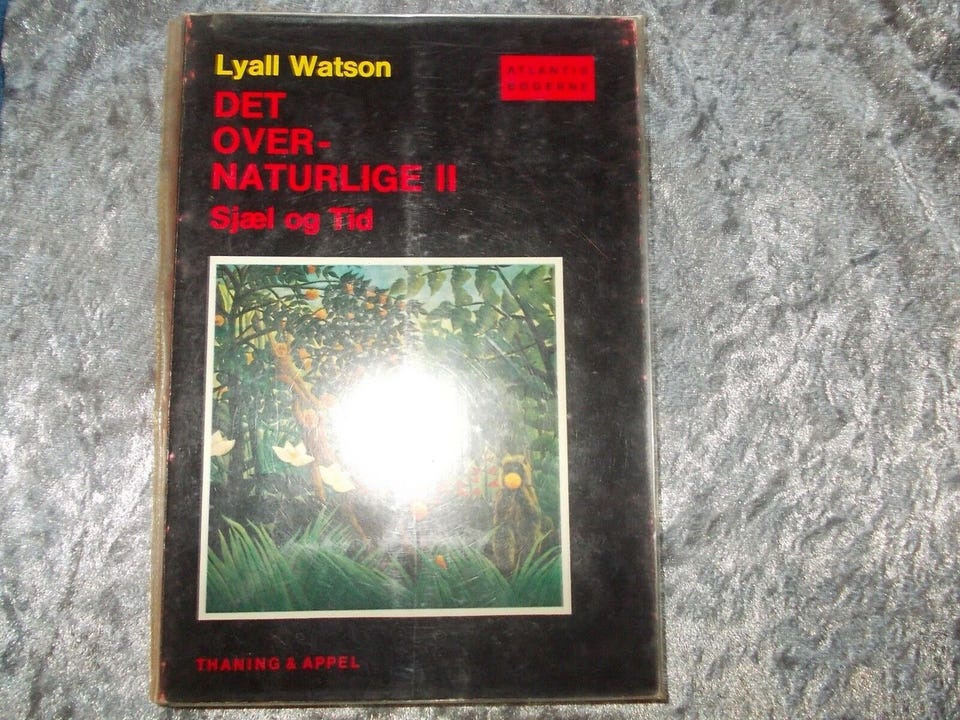 Lyall Watson
ATLANTIS
BØGERNE
DET
OVER-
NATURLIGE II
Sjæl og Tid
THANING & APPEL